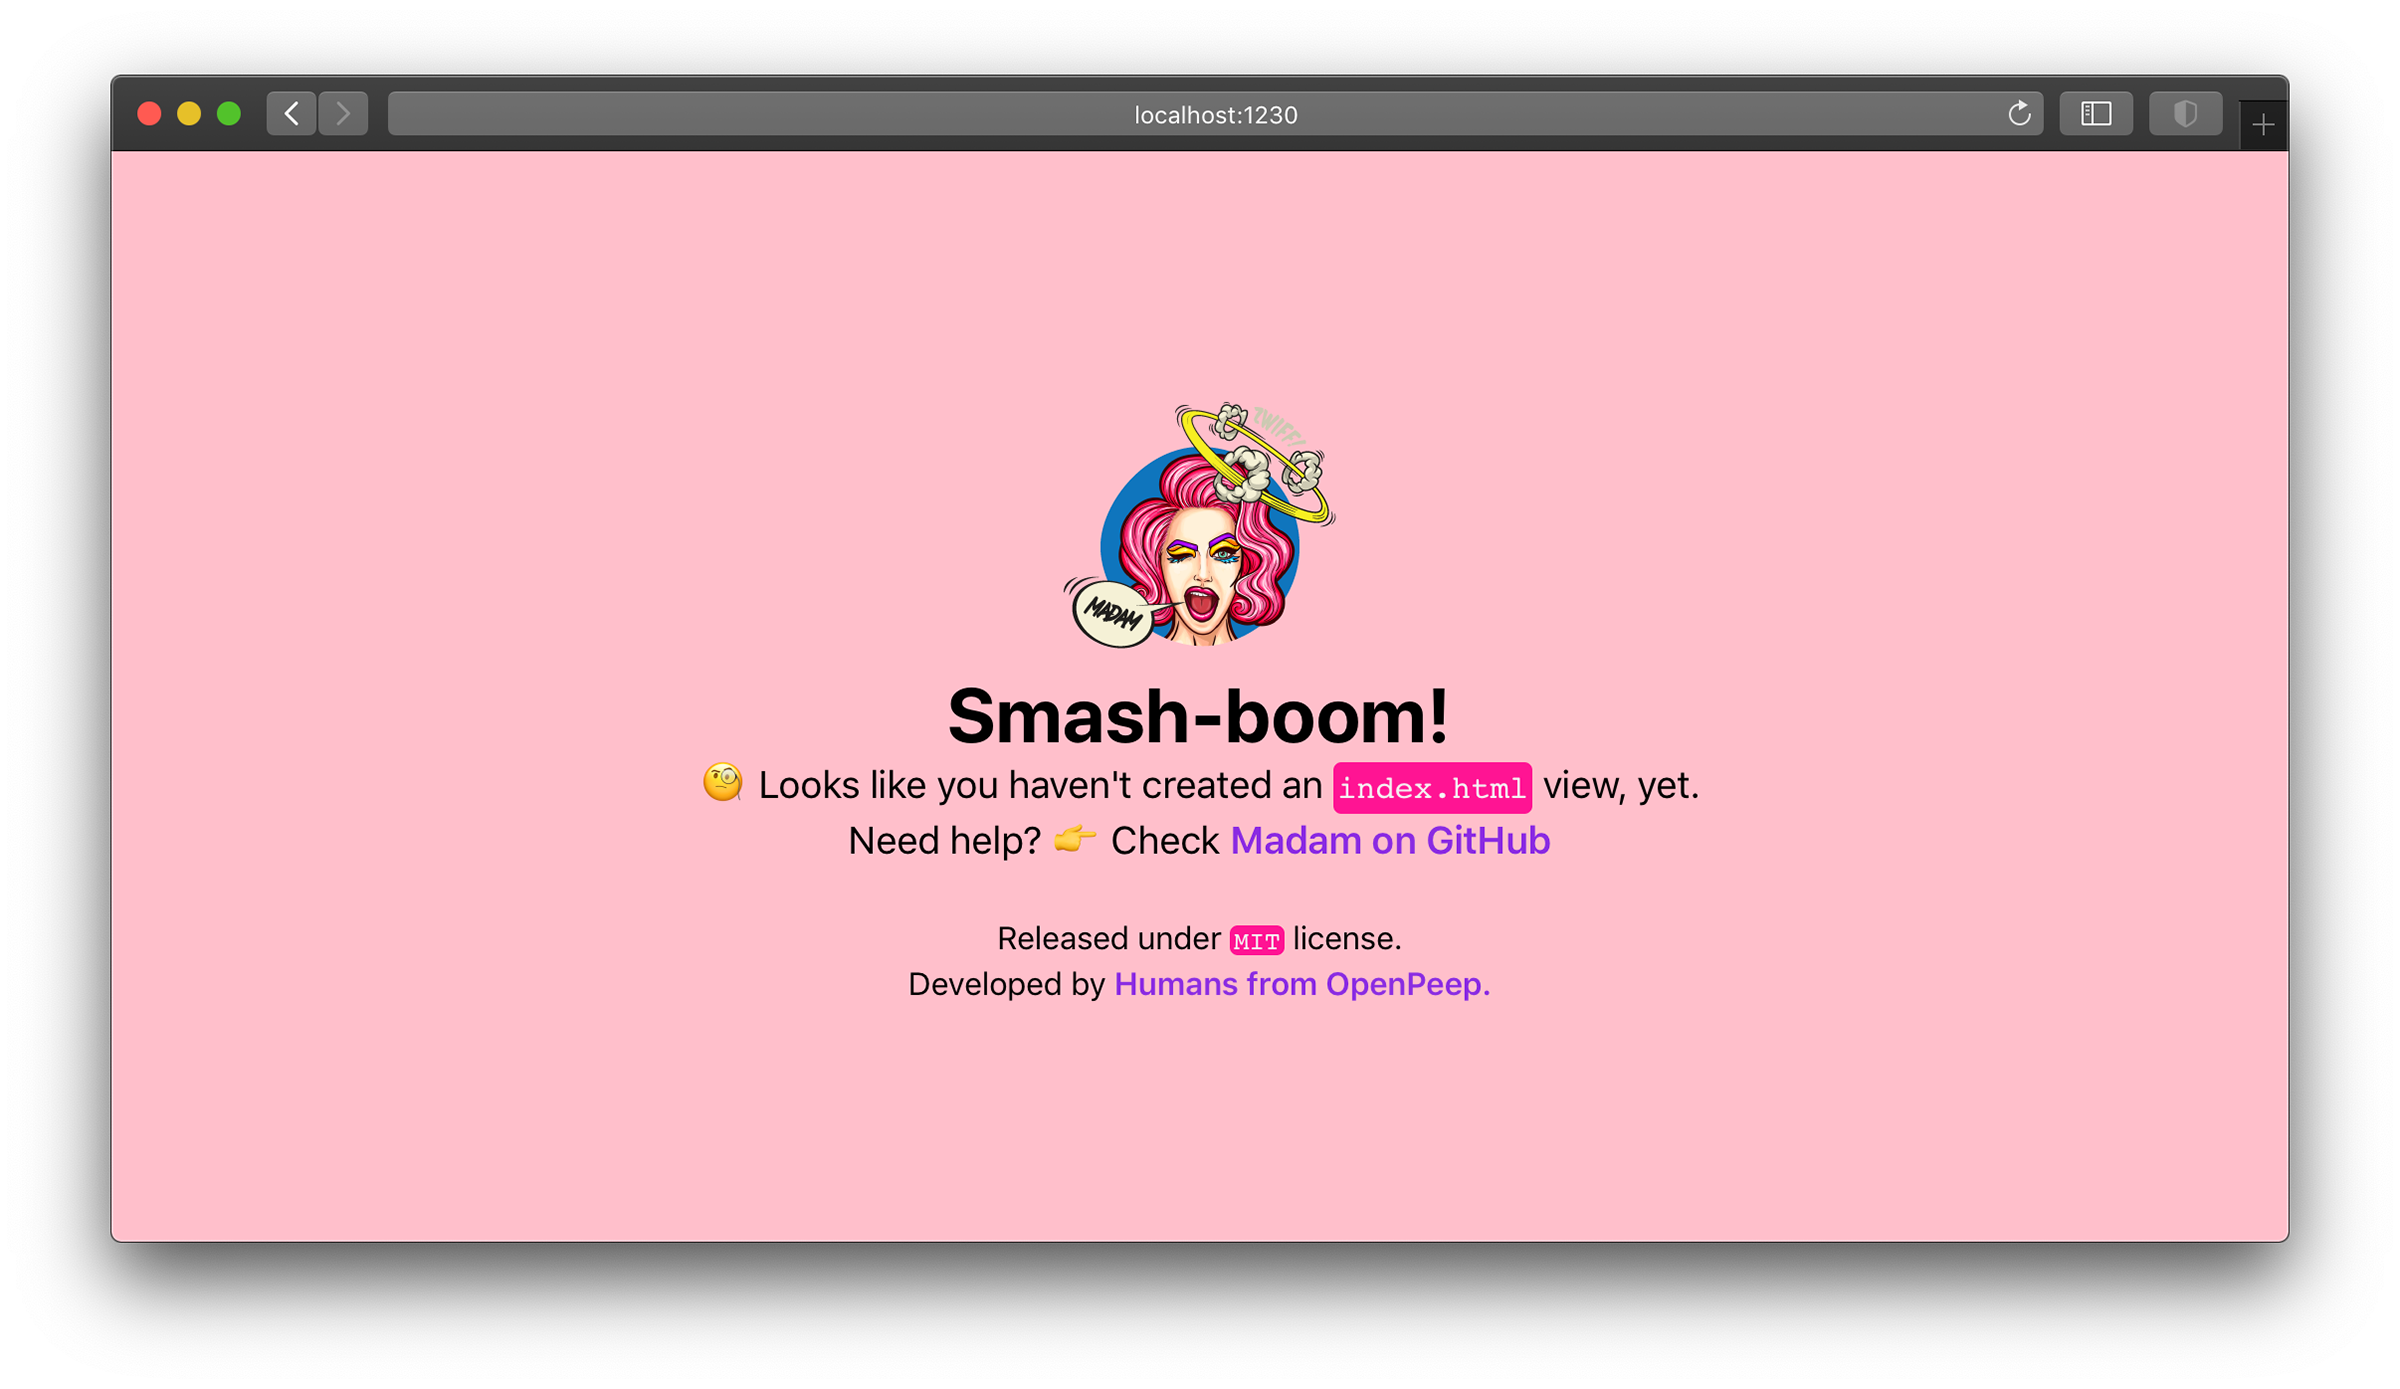 localhost:1230
TWIFF!
MADAM
Smash-boom!
🧐 Looks like you haven't created an index.html view, yet.
Need help? 👉 Check Madam on GitHub
Released under MIT license.
Developed by Humans from OpenPeep.